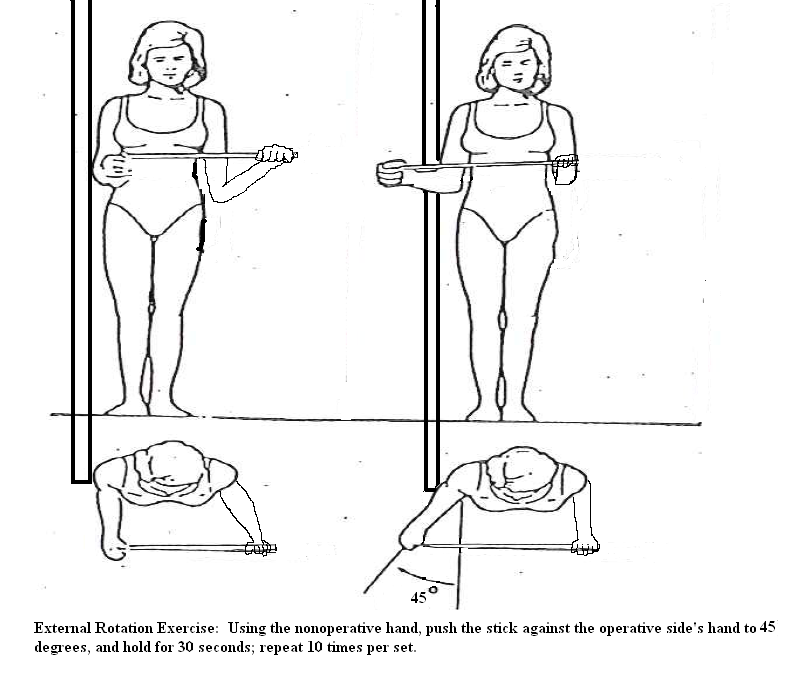 45°
External Rotation Exercise: Using the nonoperative hand, push the stick against the operative side's hand to 45
degrees, and hold for 30 seconds; repeat 10 times per set.